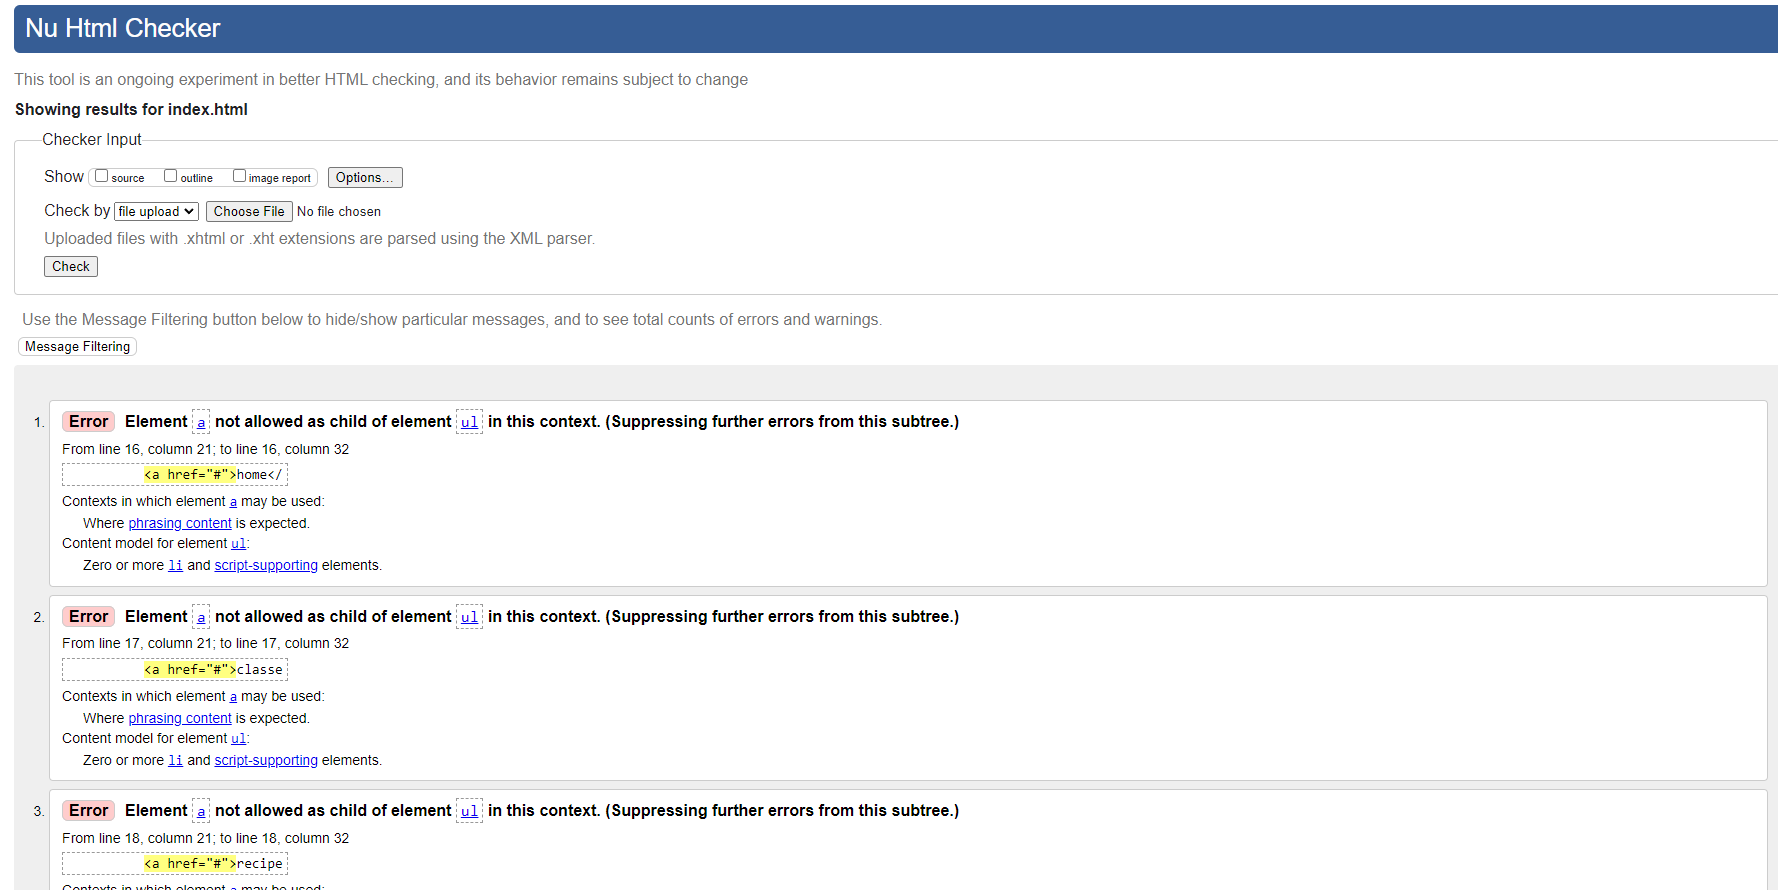 Nu Html Checker
This tool is an ongoing experiment in better HTML checking, and its behavior remains subject to change
Showing results for index.html
Checker Input
Show source outline image report Options...
Check by file upload Choose File No file chosen
Uploaded files with .xhtml or .xht extensions are parsed using the XML parser.
Check
Use the Message Filtering button below to hide/show particular messages, and to see total counts of errors and warnings.
Message Filtering
1. Error Element a not allowed as child of element ul in this context. (Suppressing further errors from this subtree.)
From line 16, column 21; to line 16, column 32
<a href="#">home</
Contexts in which element a may be used:
Where phrasing content is expected.
Content model for element ul:
Zero or more li and script-supporting elements.
2. Error Element a not allowed as child of element ul in this context. (Suppressing further errors from this subtree.)
From line 17, column 21; to line 17, column 32
<a href="#">classe
Contexts in which element a may be used:
Where phrasing content is expected.
Content model for element ul:
Zero or more li and script-supporting elements.
3. Error Element a not allowed as child of element ul in this context. (Suppressing further errors from this subtree.)
From line 18, column 21; to line 18, column 32
<a href="#">recipe
Contexts in which element a may be used: